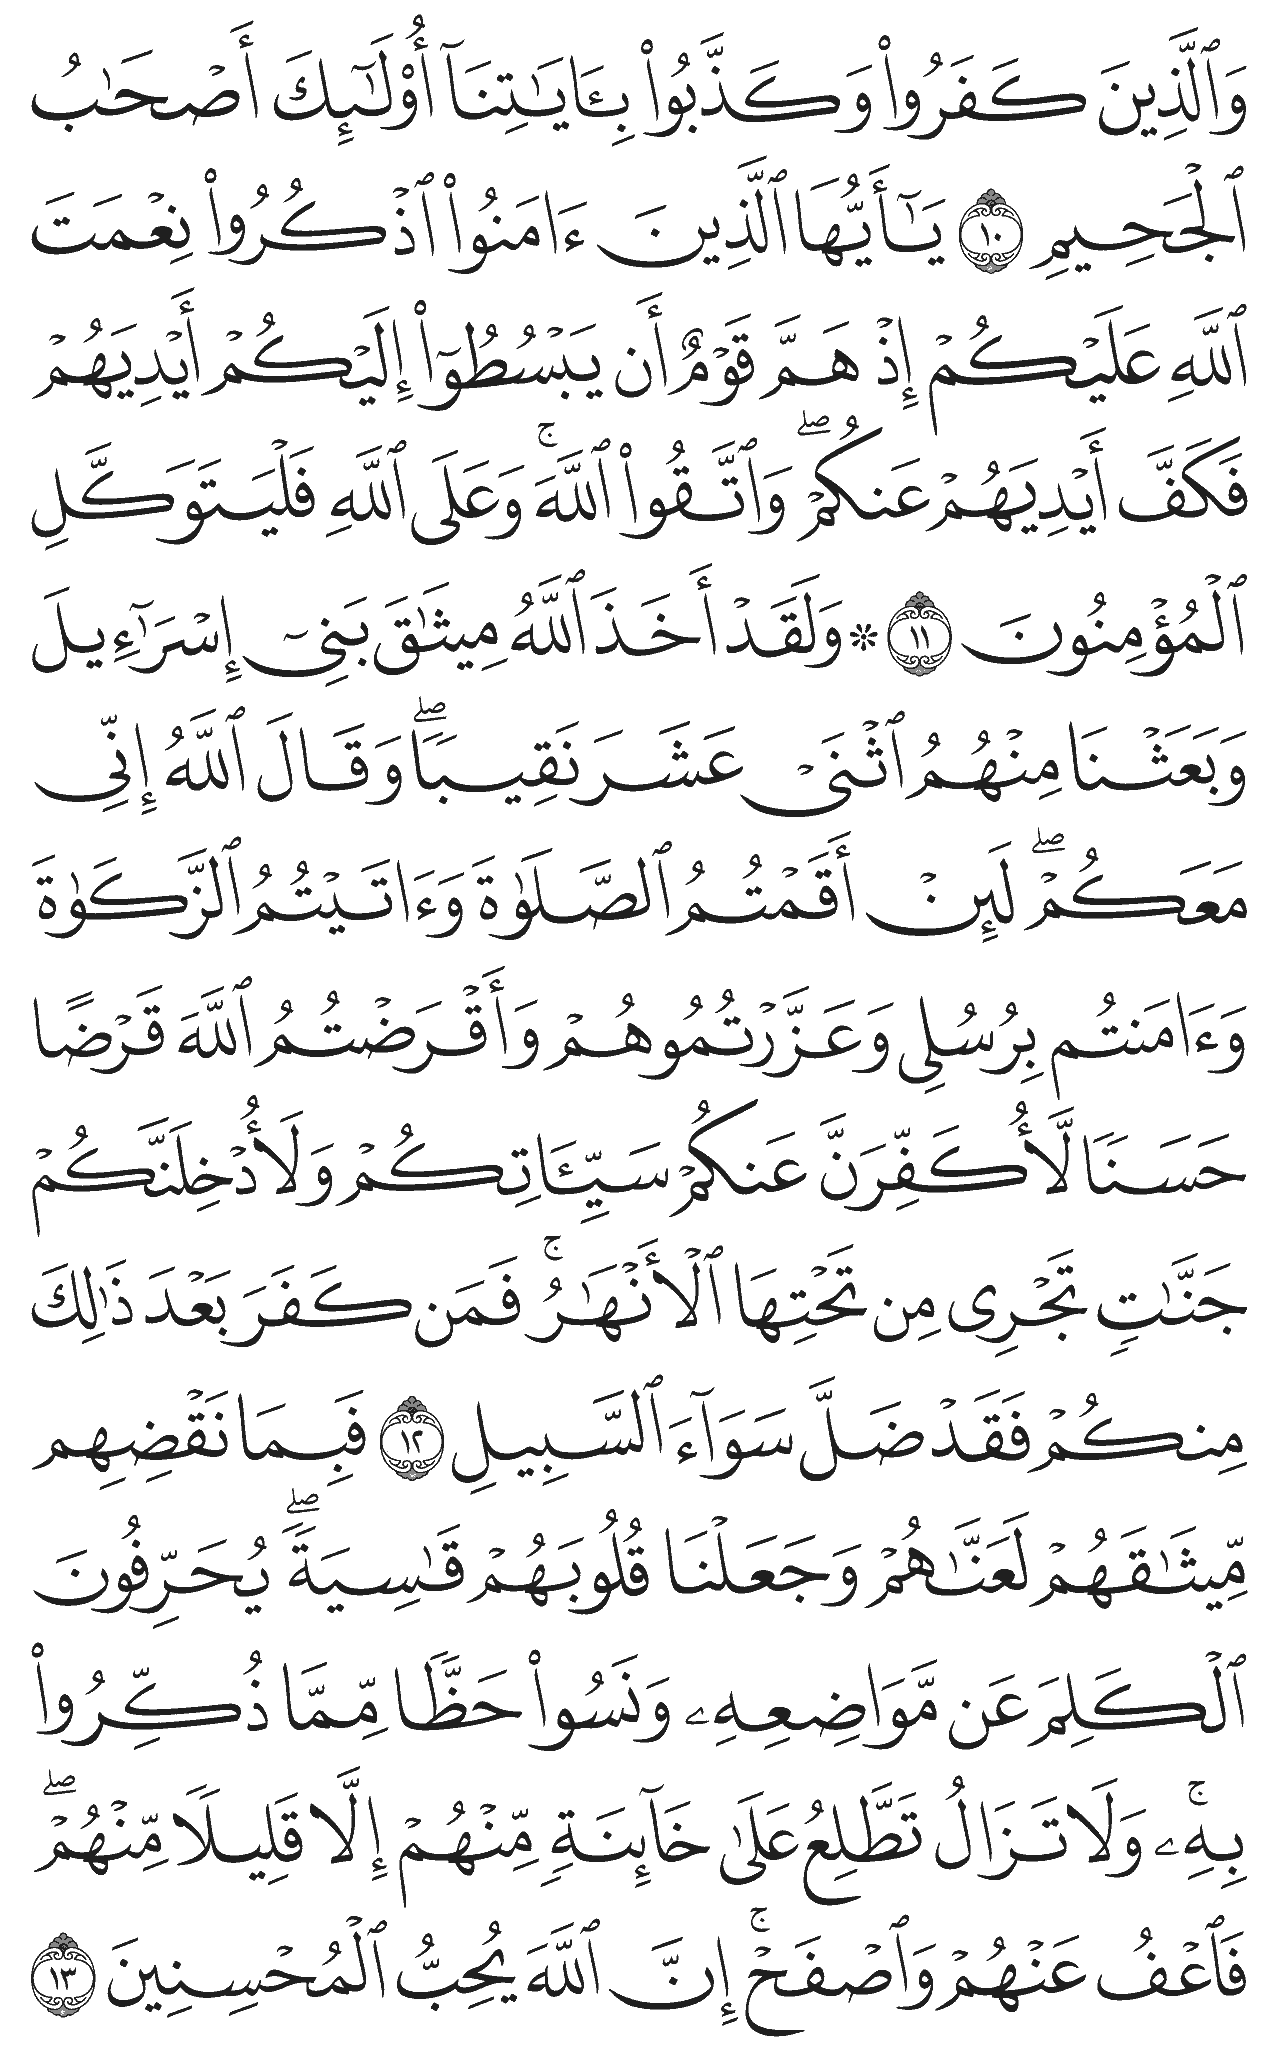 وَٱلَّذِينَ كَفَرُوا۟ وَكَذَّبُوا۟ بِـَٔايَـٰتِنَآ أُو۟لَـٰٓئِكَ أَصْحَـٰبُ
ٱلْجَحِيمِ ١٠ يَـٰٓأَيُّهَا ٱلَّذِينَ ءَامَنُوا۟ ٱذْكُرُوا۟ نِعْمَتَ
ٱللَّهِ عَلَيْكُمْ إِذْ هَمَّ قَوْمٌ أَن يَبْسُطُوٓا۟ إِلَيْكُمْ أَيْدِيَهُمْ
فَكَفَّ أَيْدِيَهُمْ عَنكُمْ ۖ وَٱتَّقُوا۟ ٱللَّهَ ۚ وَعَلَى ٱللَّهِ فَلْيَتَوَكَّلِ
ٱلْمُؤْمِنُونَ ١١ ۞ وَلَقَدْ أَخَذَ ٱللَّهُ مِيثَـٰقَ بَنِىٓ إِسْرَٰٓءِيلَ
وَبَعَثْنَا مِنْهُمُ ٱثْنَىْ عَشَرَ نَقِيبًا ۖ وَقَالَ ٱللَّهُ إِنِّى
مَعَكُمْ ۖ لَئِنْ أَقَمْتُمُ ٱلصَّلَوٰةَ وَءَاتَيْتُمُ ٱلزَّكَوٰةَ
وَءَامَنتُم بِرُسُلِى وَعَزَّرْتُمُوهُمْ وَأَقْرَضْتُمُ ٱللَّهَ قَرْضًا
حَسَنًا لَّأُكَفِّرَنَّ عَنكُمْ سَيِّـَٔاتِكُمْ وَلَأُدْخِلَنَّكُمْ
جَنَّـٰتٍ تَجْرِى مِن تَحْتِهَا ٱلْأَنْهَـٰرُ ۚ فَمَن كَفَرَ بَعْدَ ذَٰلِكَ
مِنكُمْ فَقَدْ ضَلَّ سَوَآءَ ٱلسَّبِيلِ ١٢ فَبِمَا نَقْضِهِم
مِّيثَـٰقَهُمْ لَعَنَّـٰهُمْ وَجَعَلْنَا قُلُوبَهُمْ قَـٰسِيَةً ۖ يُحَرِّفُونَ
ٱلْكَلِمَ عَن مَّوَاضِعِهِۦ وَنَسُوا۟ حَظًّا مِّمَّا ذُكِّرُوا۟
بِهِۦ ۚ وَلَا تَزَالُ تَطَّلِعُ عَلَىٰ خَآئِنَةٍ مِّنْهُمْ إِلَّا قَلِيلًا مِّنْهُمْ ۖ
فَٱعْفُ عَنْهُمْ وَٱصْفَحْ ۚ إِنَّ ٱللَّهَ يُحِبُّ ٱلْمُحْسِنِينَ ١٣